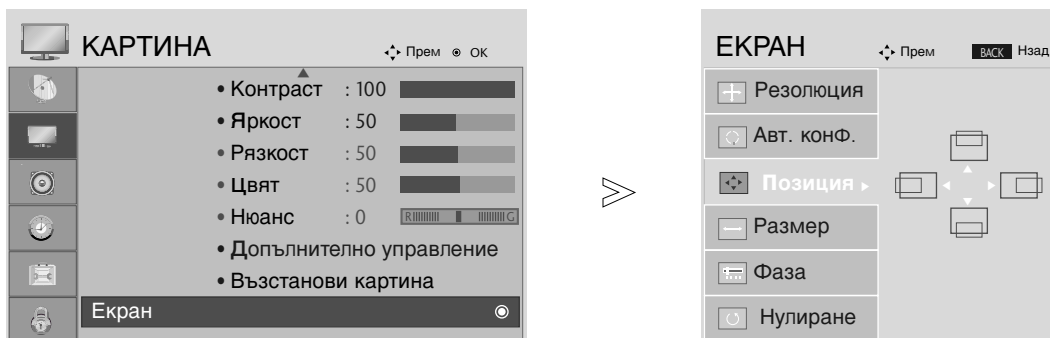 КАРТИНА
Прем OK
• Контраст : 100
• Яркост : 50
• Рязкост : 50
• Цвят : 50
• Нюанс : 0 R G
• Допълнително управление
• Възстанови картина
Екран
ЕКРАН
Прем BACK Нзад
Резолюция
Авт. конФ.
Позиция
Размер
Фаза
Нулиране